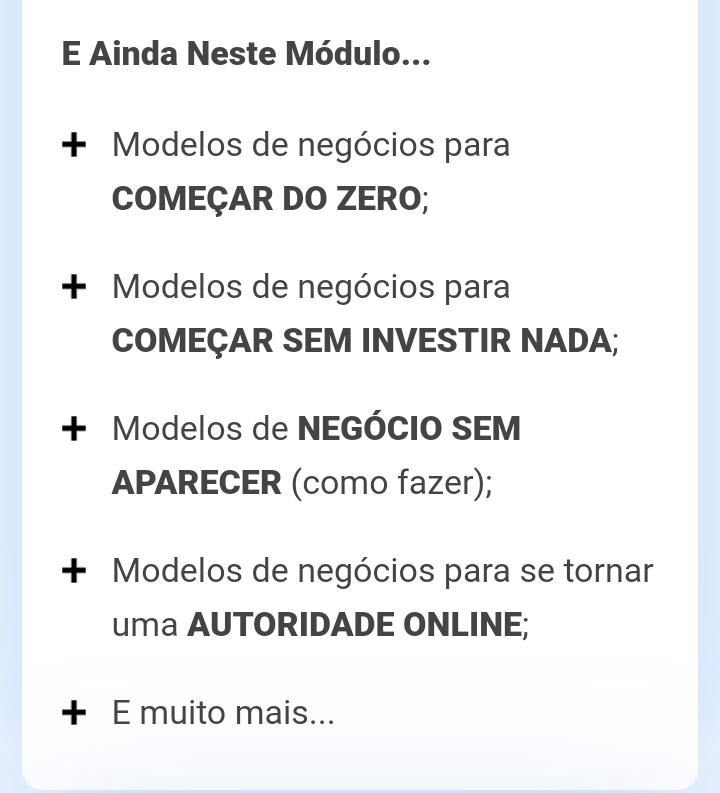 E Ainda Neste Módulo...
+ Modelos de negócios para
COMEÇAR DO ZERO;
+ Modelos de negócios para
COMEÇAR SEM INVESTIR NADA;
+ Modelos de NEGÓCIO SEM
APARECER (como fazer);
+ Modelos de negócios para se tornar
uma AUTORIDADE ONLINE;
+ E muito mais...